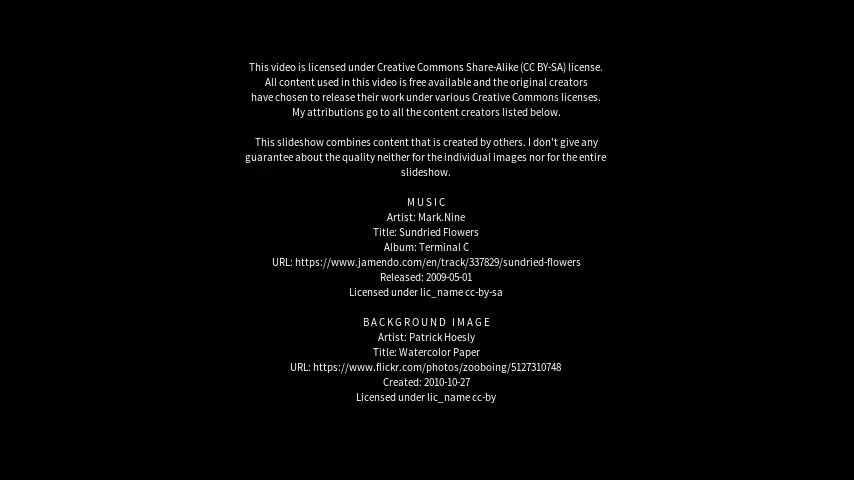 This video is licensed under Creative Commons Share-Alike (CC BY-SA) license.
All content used in this video is free available and the original creators
have chosen to release their work under various Creative Commons licenses.
My attributions go to all the content creators listed below.
This slideshow combines content that is created by others. I don't give any
guarantee about the quality neither for the individual images nor for the entire
slideshow.
MUSIC
Artist: Mark.Nine
Title: Sundried Flowers
Album: Terminal C
URL: https://www.jamendo.com/en/track/337829/sundried-flowers
Released: 2009-05-01
Licensed under lic_name cc-by-sa
BACKGROUND IMAGE
Artist: Patrick Hoesly
Title: Watercolor Paper
URL: https://www.flickr.com/photos/zooboing/5127310748
Created: 2010-10-27
Licensed under lic_name cc-by